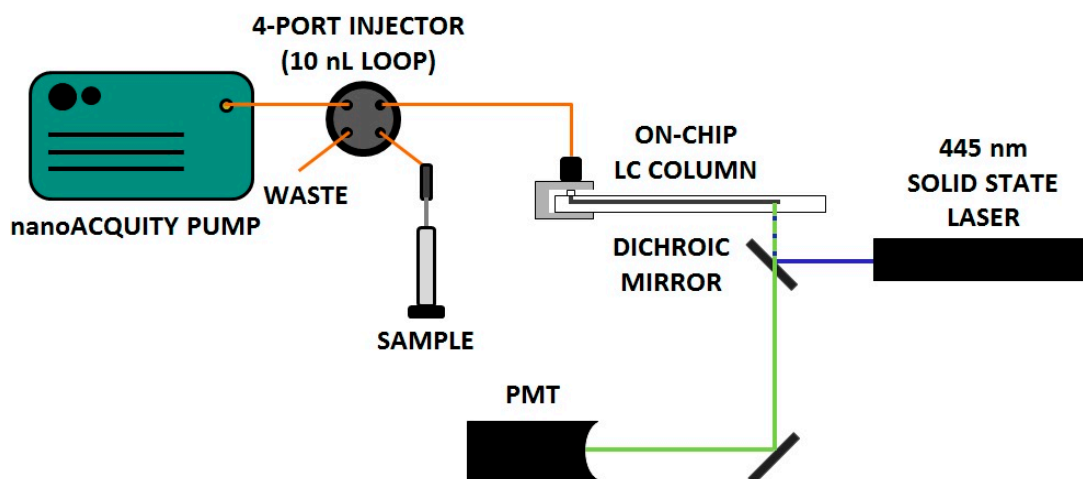 4-PORT INJECTOR
(10 nL LOOP)
ON-CHIP
LC COLUMN
445 nm
SOLID STATE
LASER
WASTE
nanoACQUITY PUMP
DICHROIC
MIRROR
SAMPLE
PMT